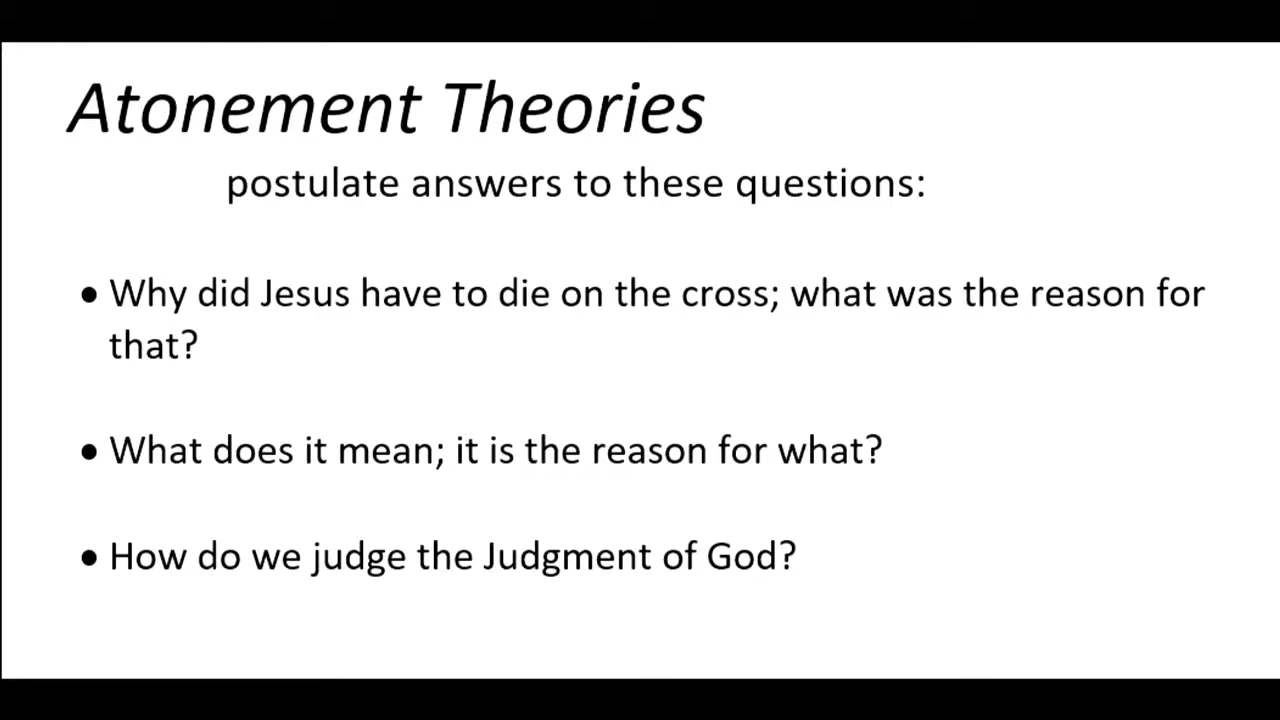 Atonement Theories
postulate answers to these questions:
● Why did Jesus have to die on the cross; what was the reason for
that?
● What does it mean; it is the reason for what?
● How do we judge the Judgment of God?